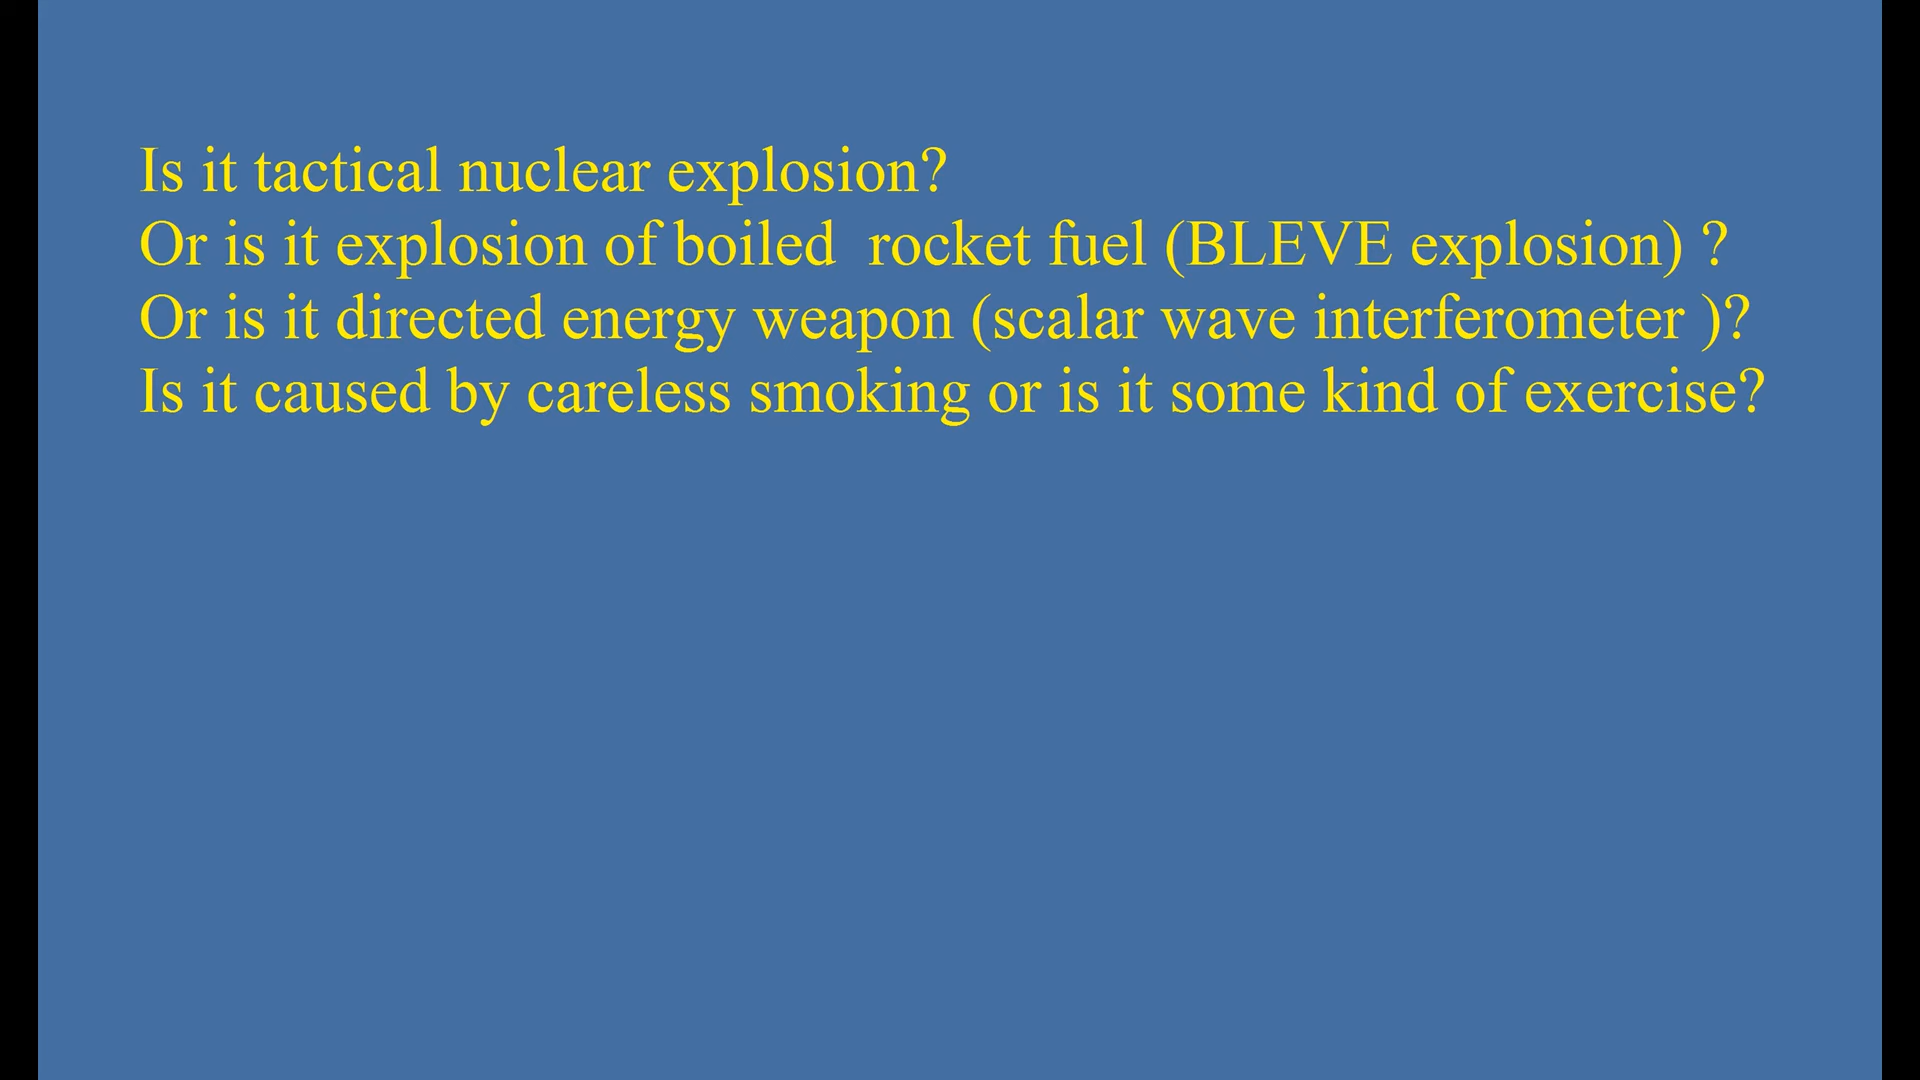 Is it tactical nuclear explosion?
Or is it explosion of boiled  rocket fuel (BLEVE explosion) ?
Or is it directed energy weapon (scalar wave interferometer )?
Is it caused by careless smoking or is it some kind of exercise?